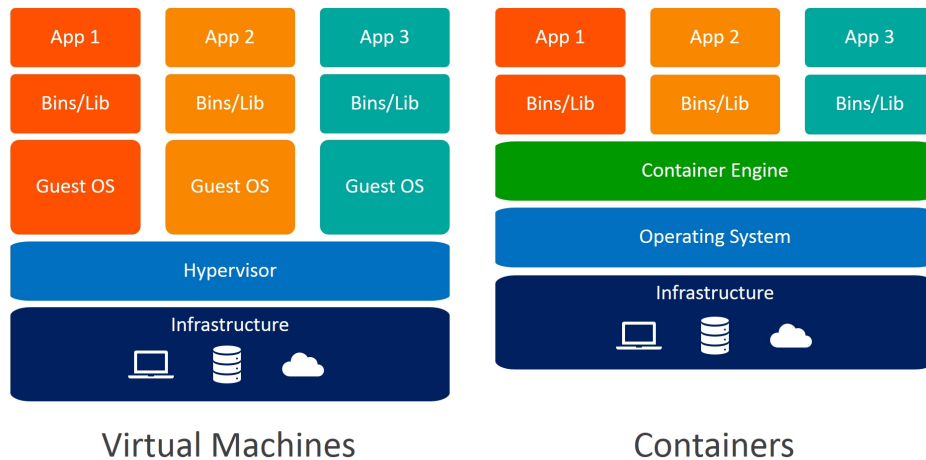 App 1
App 2
App 3
Bins/Lib
Bins/Lib
Bins/Lib
Guest OS
Guest OS
Guest OS
Hypervisor
Infrastructure
Virtual Machines
App 1
App 2
App 3
Bins/Lib
Bins/Lib
Bins/Lib
Container Engine
Operating System
Infrastructure
Containers